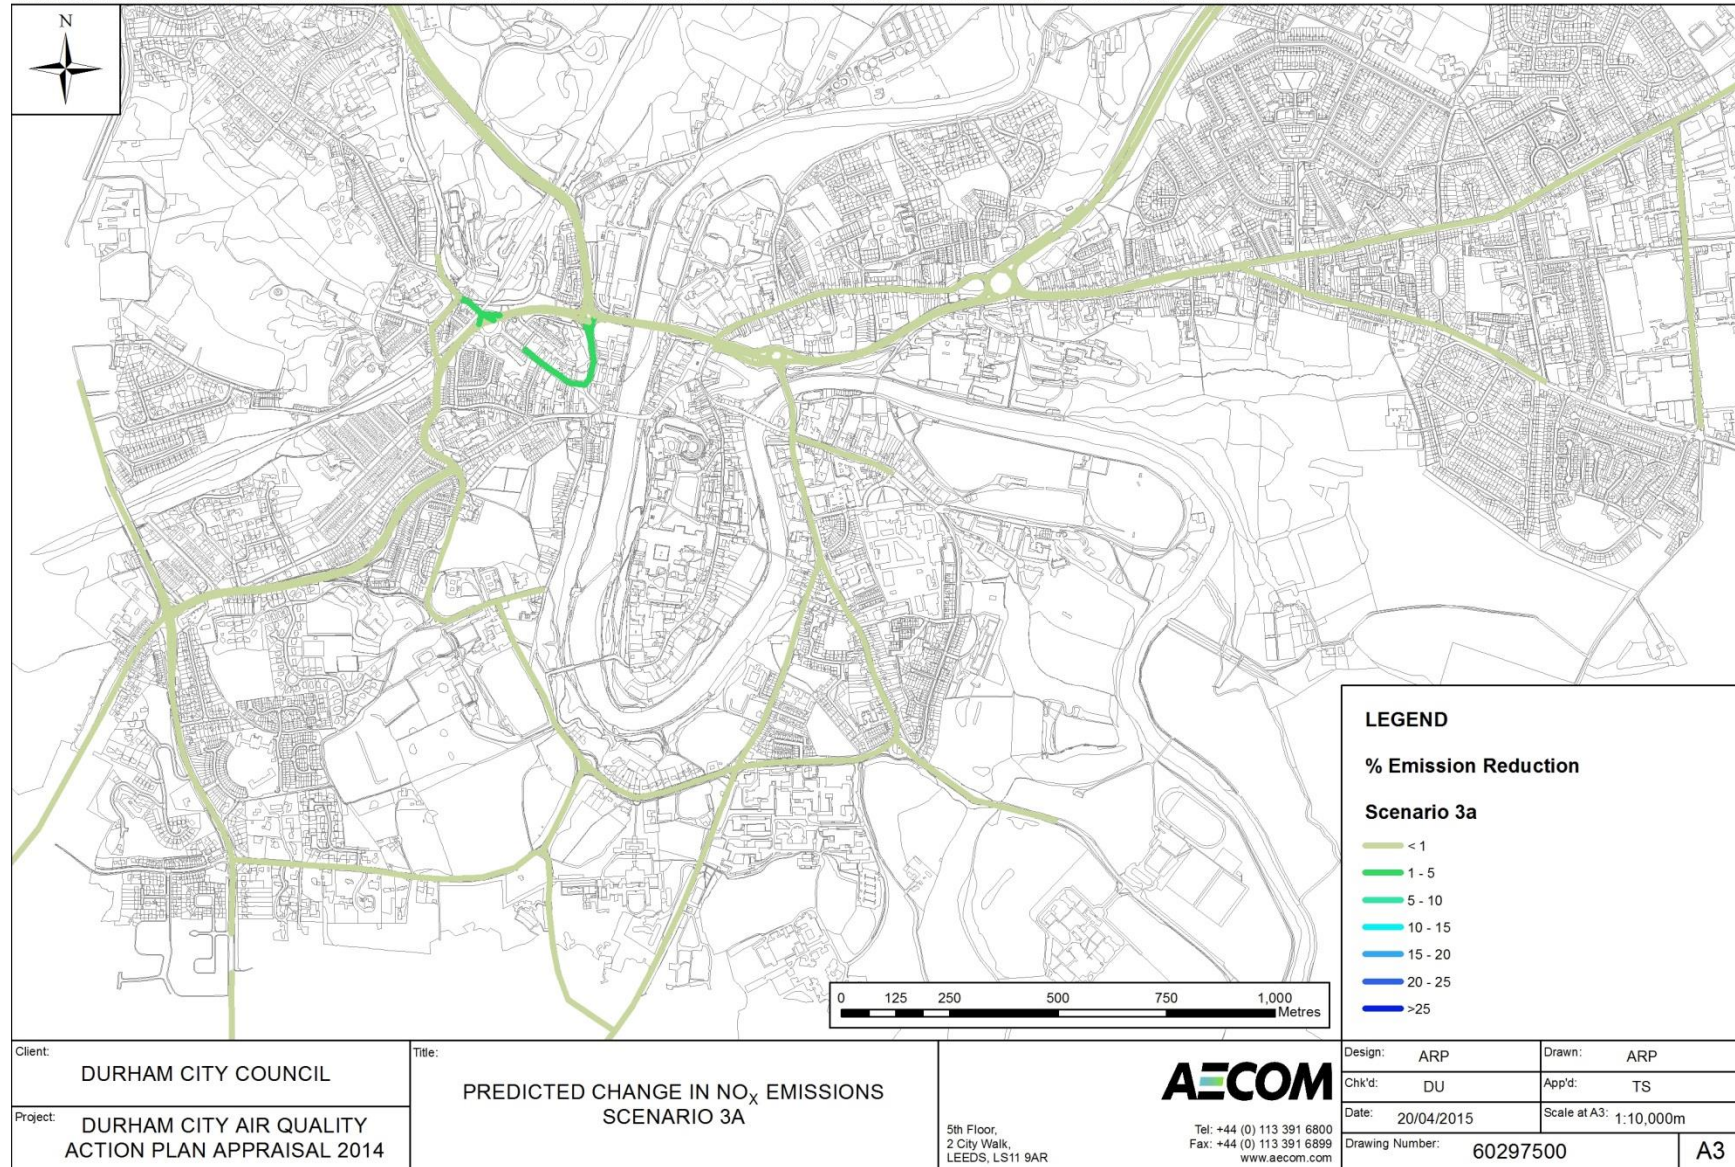 N
LEGEND
% Emission Reduction
Scenario 3a
< 1
1 - 5
5 - 10
10 - 15
15 - 20
20 - 25
>25
0 125 250 500 750 1,000
Metres
Client:
DURHAM CITY COUNCIL
Project:
DURHAM CITY AIR QUALITY
ACTION PLAN APPRAISAL 2014
Title:
PREDICTED CHANGE IN NOX EMISSIONS
SCENARIO 3A
AECOM
5th Floor,
2 City Walk,
LEEDS, LS11 9AR
Tel: +44 (0) 113 391 6800
Fax: +44 (0) 113 391 6899
www.aecom.com
Design: ARP
Drawn: ARP
Chk'd: DU
App'd: TS
Date: 20/04/2015
Scale at A3: 1:10,000m
Drawing Number: 60297500
A3